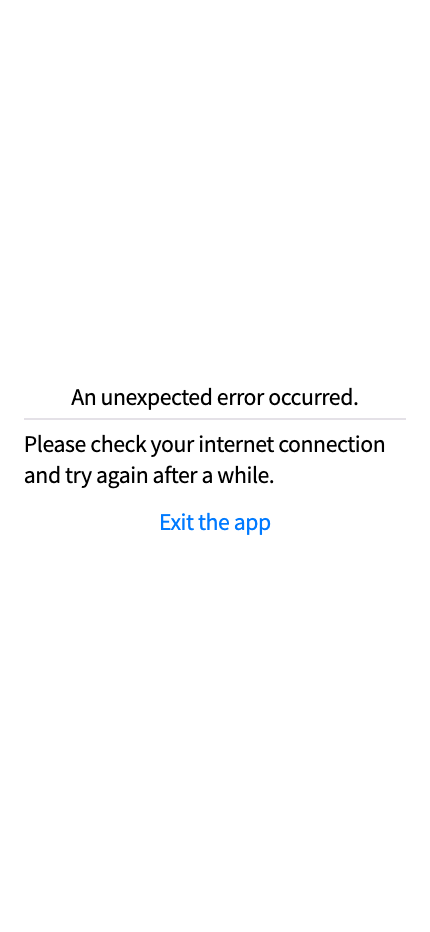 An unexpected error occurred.
Please check your internet connection
and try again after a while.
Exit the app